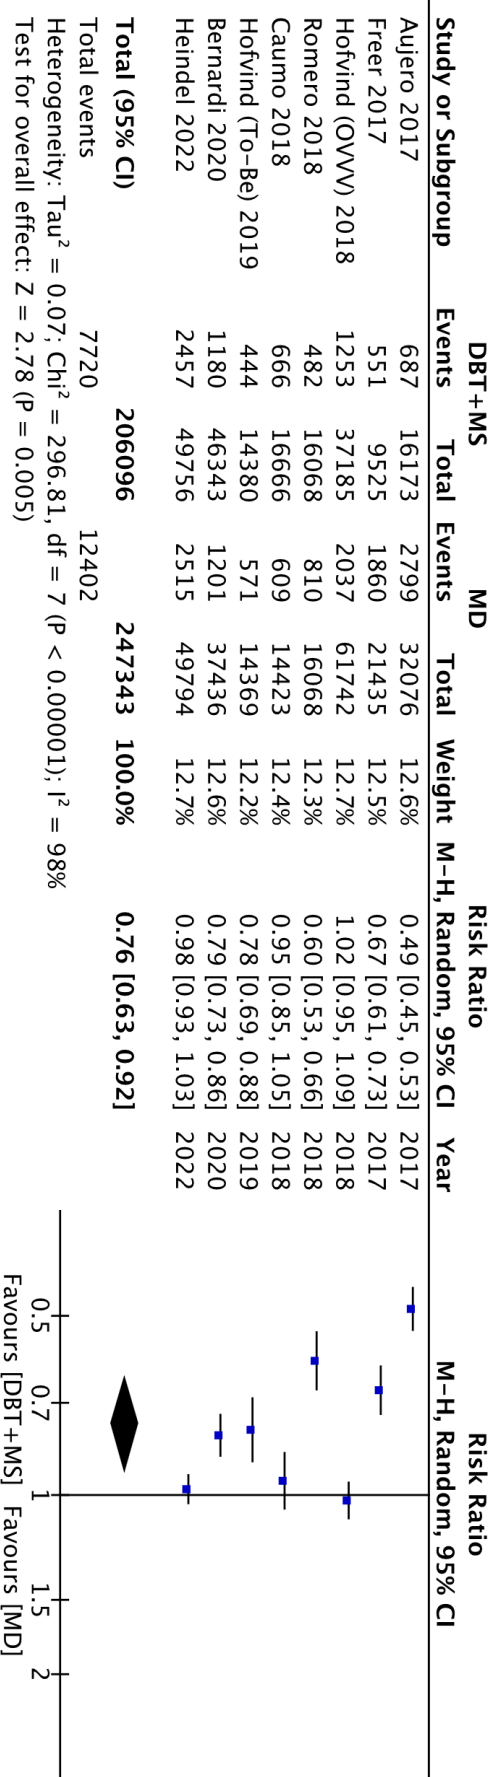 DBT+MS MD Risk Ratio Risk Ratio
Study or Subgroup Events Total Events Total Weight M-H, Random, 95% CI Year M-H, Random, 95% CI
Aujero 2017 687 16173 2799 32076 12.6% 0.49 [0.45, 0.53] 2017
Freer 2017 551 9525 1860 21435 12.5% 0.67 [0.61, 0.73] 2017
Hofvind (OVVV) 2018 1253 37185 2037 61742 12.7% 1.02 [0.95, 1.09] 2018
Romero 2018 482 16068 810 16068 12.3% 0.60 [0.53, 0.66] 2018
Caumo 2018 666 16666 609 14423 12.4% 0.95 [0.85, 1.05] 2018
Hofvind (To-Be) 2019 444 14380 571 14369 12.2% 0.78 [0.69, 0.88] 2019
Bernardi 2020 1180 46343 1201 37436 12.6% 0.79 [0.73, 0.86] 2020
Heindel 2022 2457 49756 2515 49794 12.7% 0.98 [0.93, 1.03] 2022
Total (95% CI) 206096 247343 100.0% 0.76 [0.63, 0.92]
Total events 7720 12402
Heterogeneity: Tau² = 0.07; Chi² = 296.81, df = 7 (P < 0.00001); I² = 98%
Test for overall effect: Z = 2.78 (P = 0.005)
0.5 0.7 1 1.5 2
Favours [DBT+MS] Favours [MD]